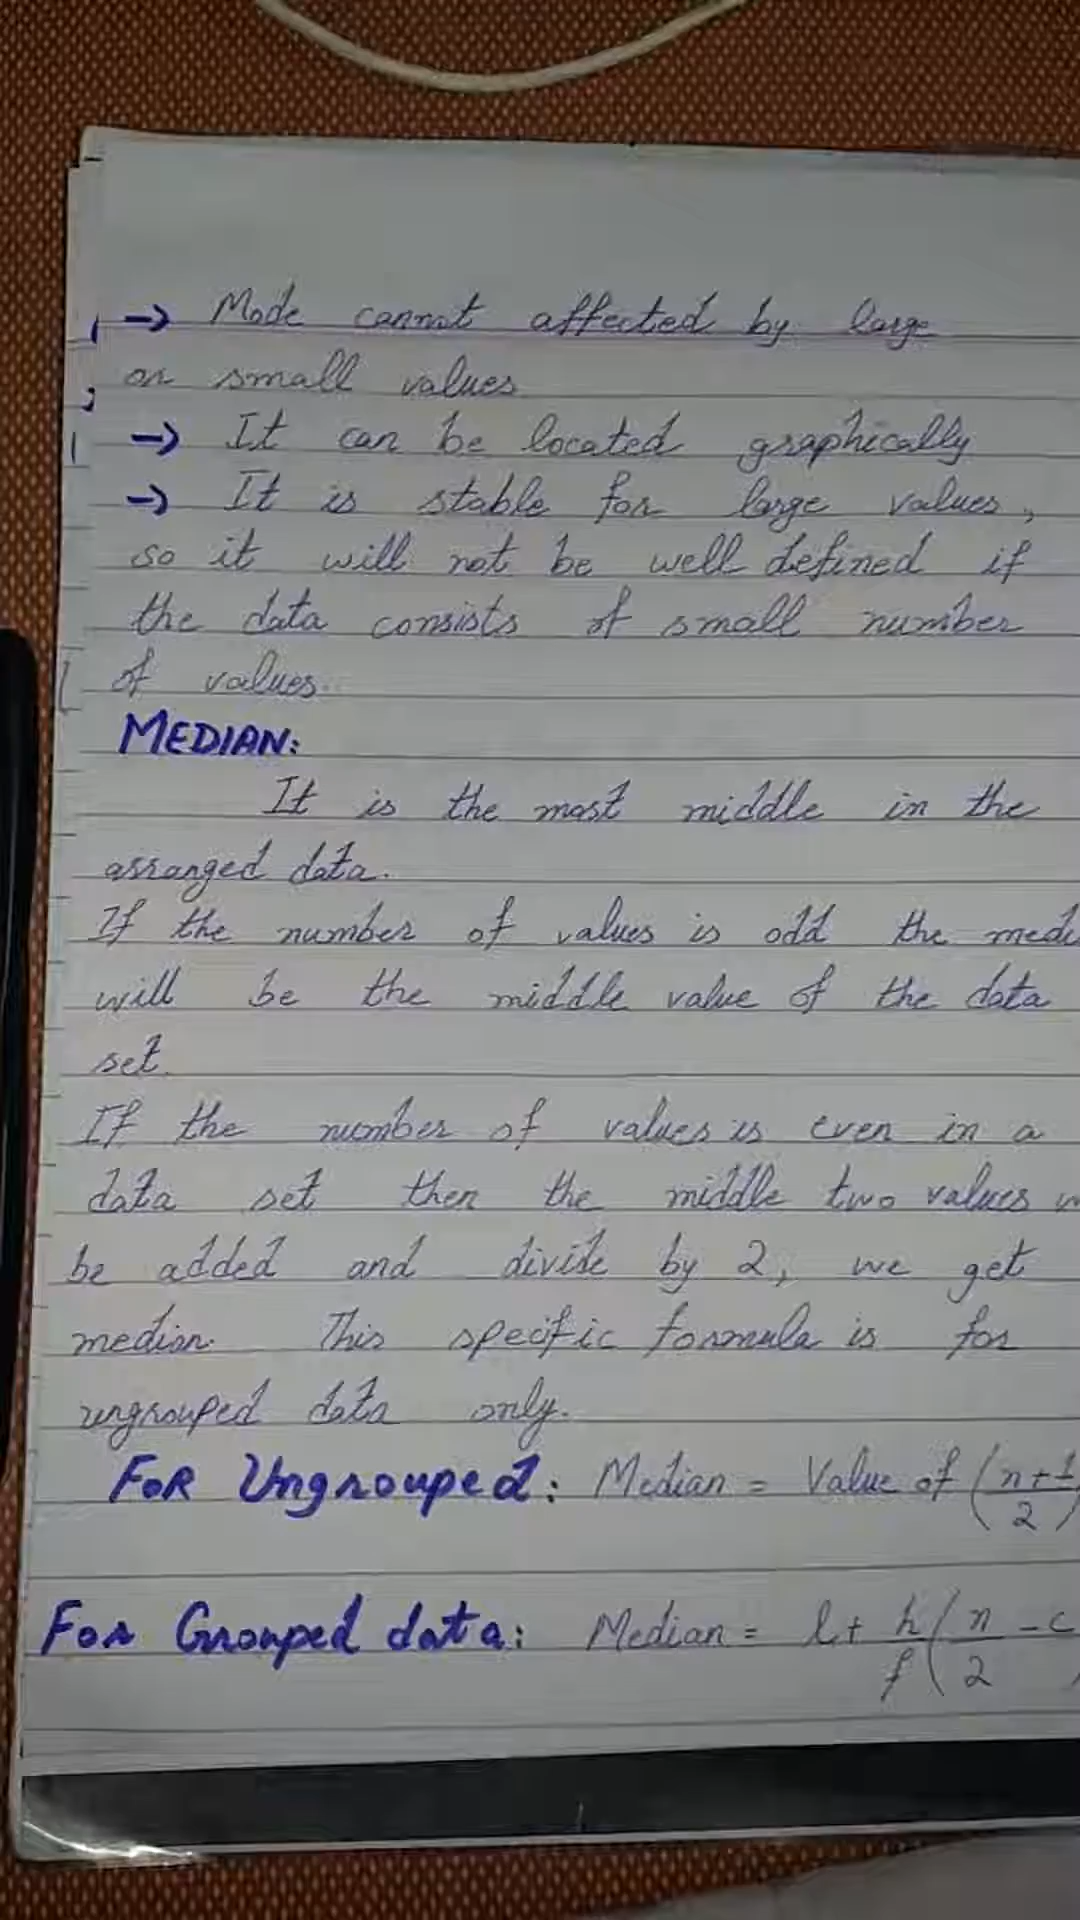 → Mode cannot affected by large
or small values
→ It can be located graphically
→ It is stable for large values,
so it will not be well defined if
the data consists of small number
of values.
MEDIAN:
It is the most middle in the
arranged data.
If the number of values is odd the medi
will be the middle value of the data
set.
If the number of values is even in a
data set then the middle two values w
be added and divide by 2, we get
median. This specific formula is for
ungrouped data only.
FOR Ungrouped: Median = Value of (n+1/2)
For Grouped data: Median = l + h/f (n/2 - c